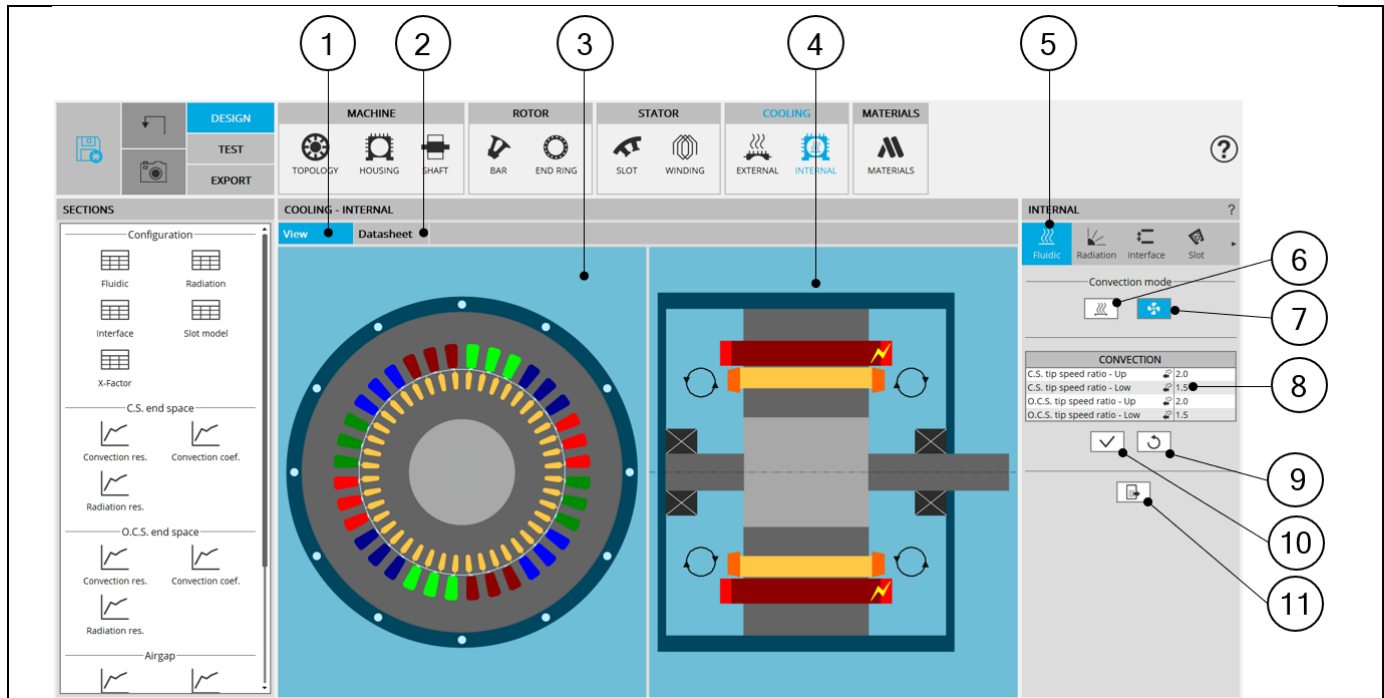 1
2
3
4
5
DESIGN
TEST
EXPORT
MACHINE
TOPOLOGY
HOUSING
SHAFT
ROTOR
BAR
END RING
STATOR
SLOT
WINDING
COOLING
EXTERNAL
INTERNAL
MATERIALS
MATERIALS
?
SECTIONS
Configuration
Fluidic
Radiation
Interface
Slot model
X-Factor
C.S. end space
Convection res.
Convection coef.
Radiation res.
O.C.S. end space
Convection res.
Convection coef.
Radiation res.
Airgap
COOLING - INTERNAL
View
Datasheet
INTERNAL ?
Fluidic
Radiation
Interface
Slot
Convection mode
6
7
CONVECTION
C.S. tip speed ratio - Up 2.0
C.S. tip speed ratio - Low 1.5
O.C.S. tip speed ratio - Up 2.0
O.C.S. tip speed ratio - Low 1.5
8
9
10
11